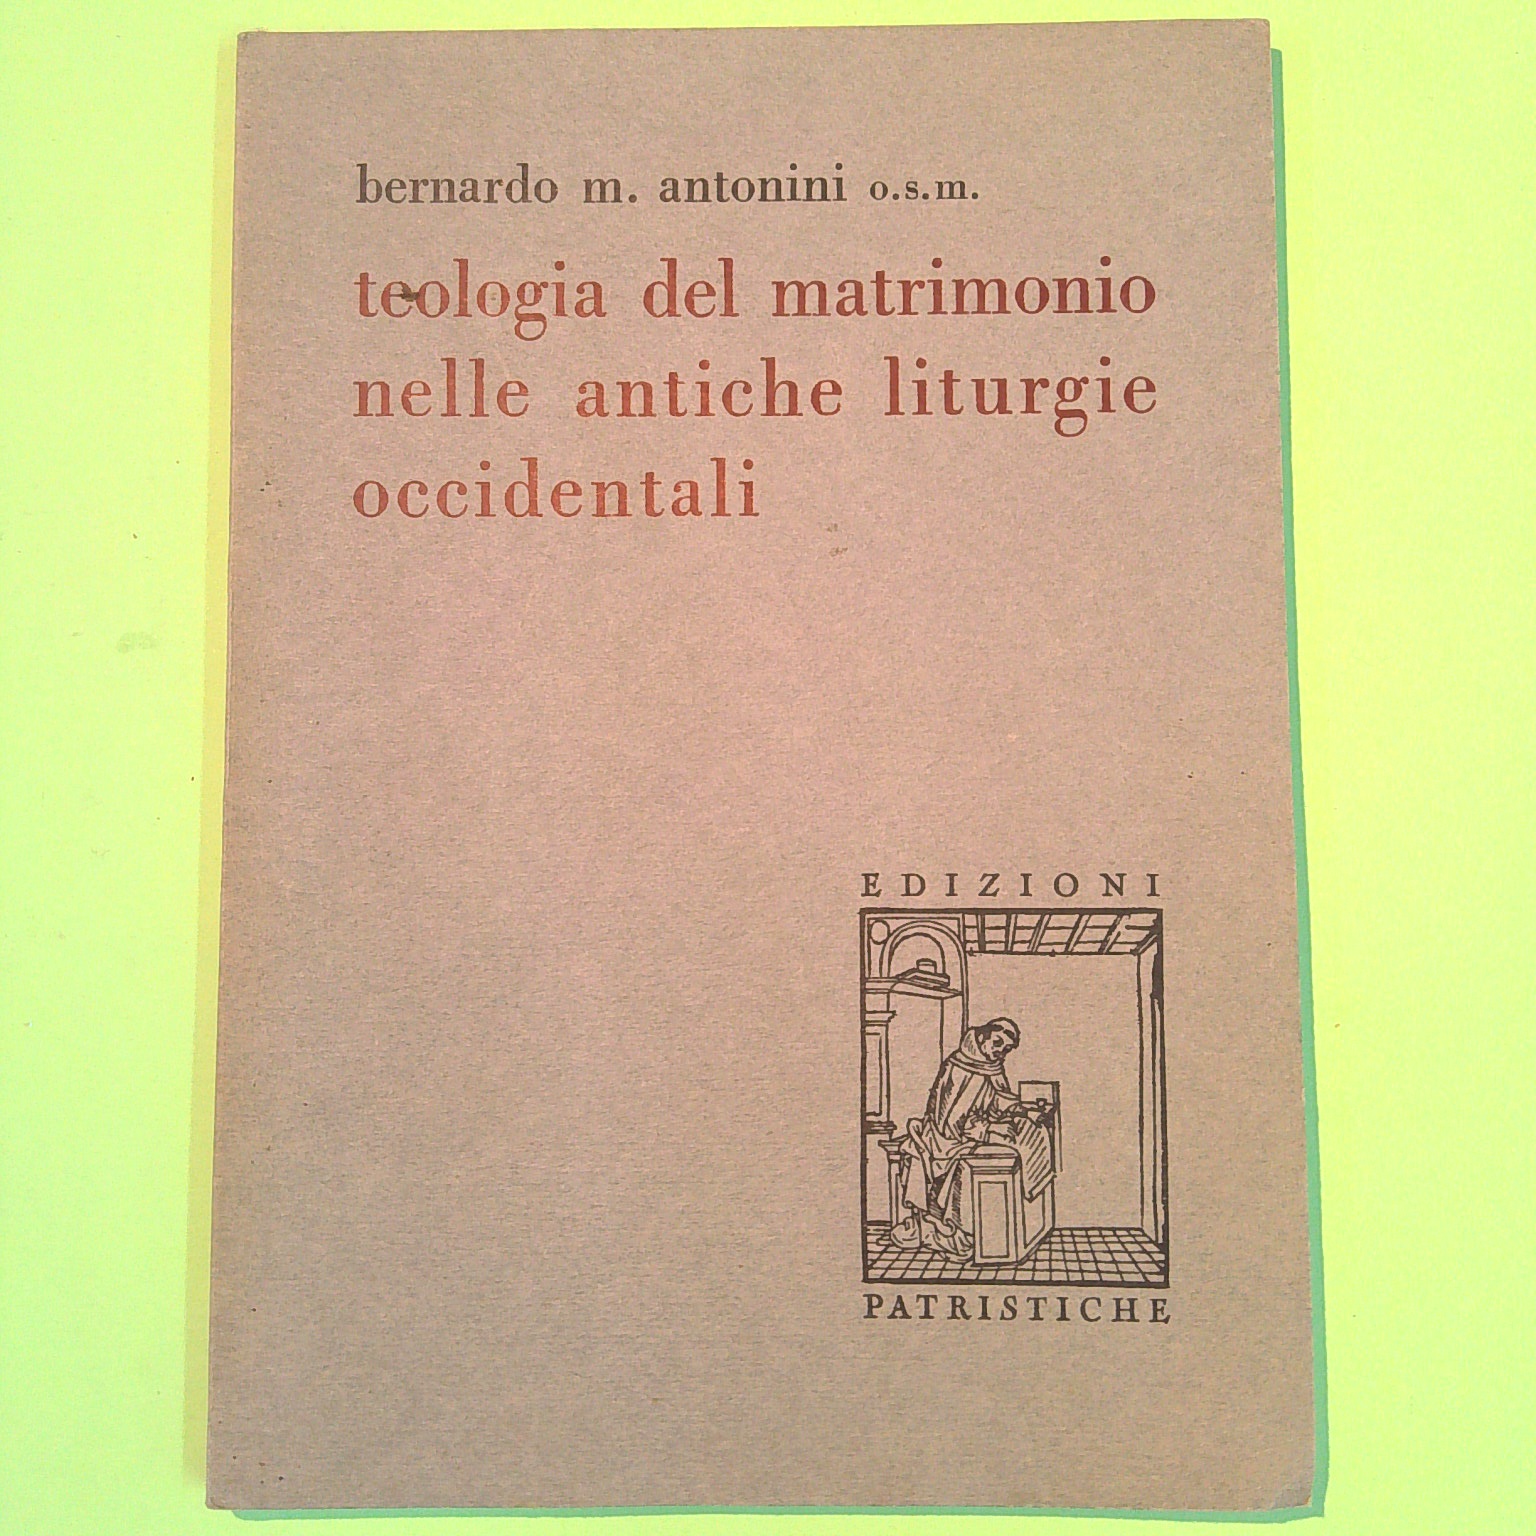 bernardo m. antonini o.s.m.
teologia del matrimonio
nelle antiche liturgie
occidentali
EDIZIONI
PATRISTICHE